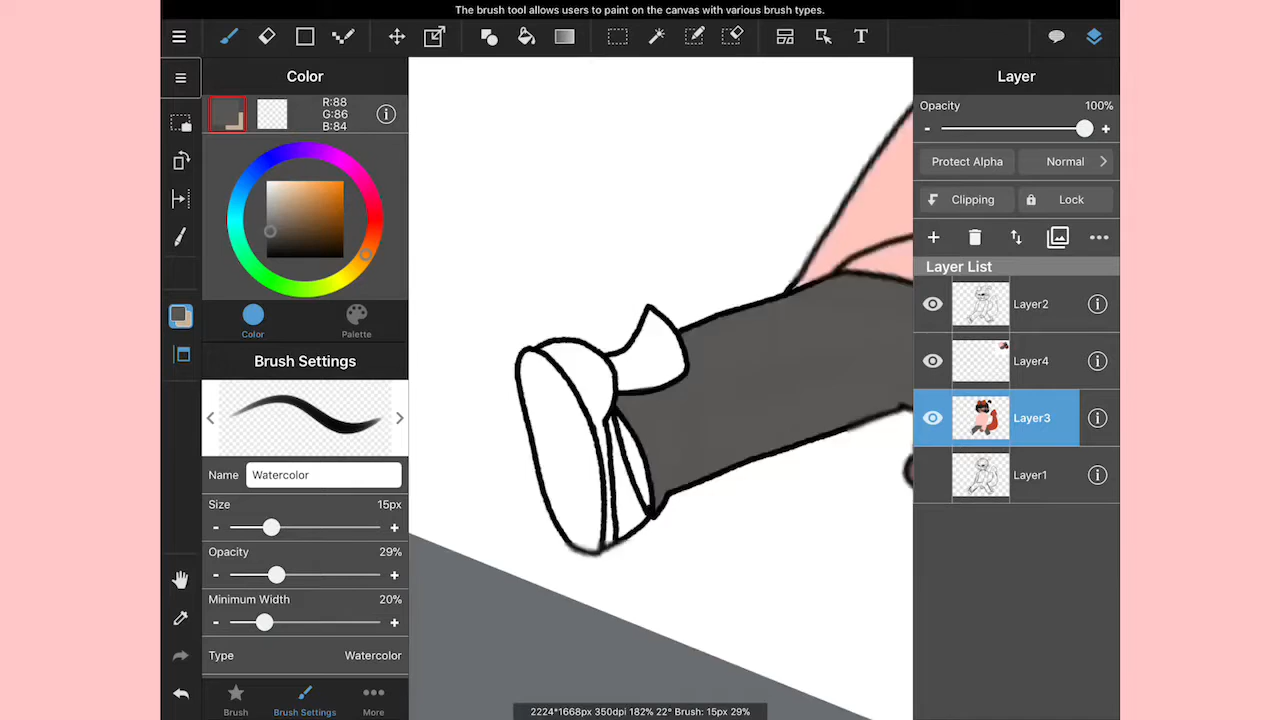 The brush tool allows users to paint on the canvas with various brush types.
T
Color
R:88
G:86
B:84
Color
Palette
Brush Settings
Name Watercolor
Size 15px
- +
Opacity 29%
- +
Minimum Width 20%
- +
Type Watercolor
Brush
Brush Settings
More
2224*1668px 350dpi 182% 22° Brush: 15px 29%
Layer
Opacity 100%
- +
Protect Alpha
Normal
Clipping
Lock
Layer List
Layer2
Layer4
Layer3
Layer1